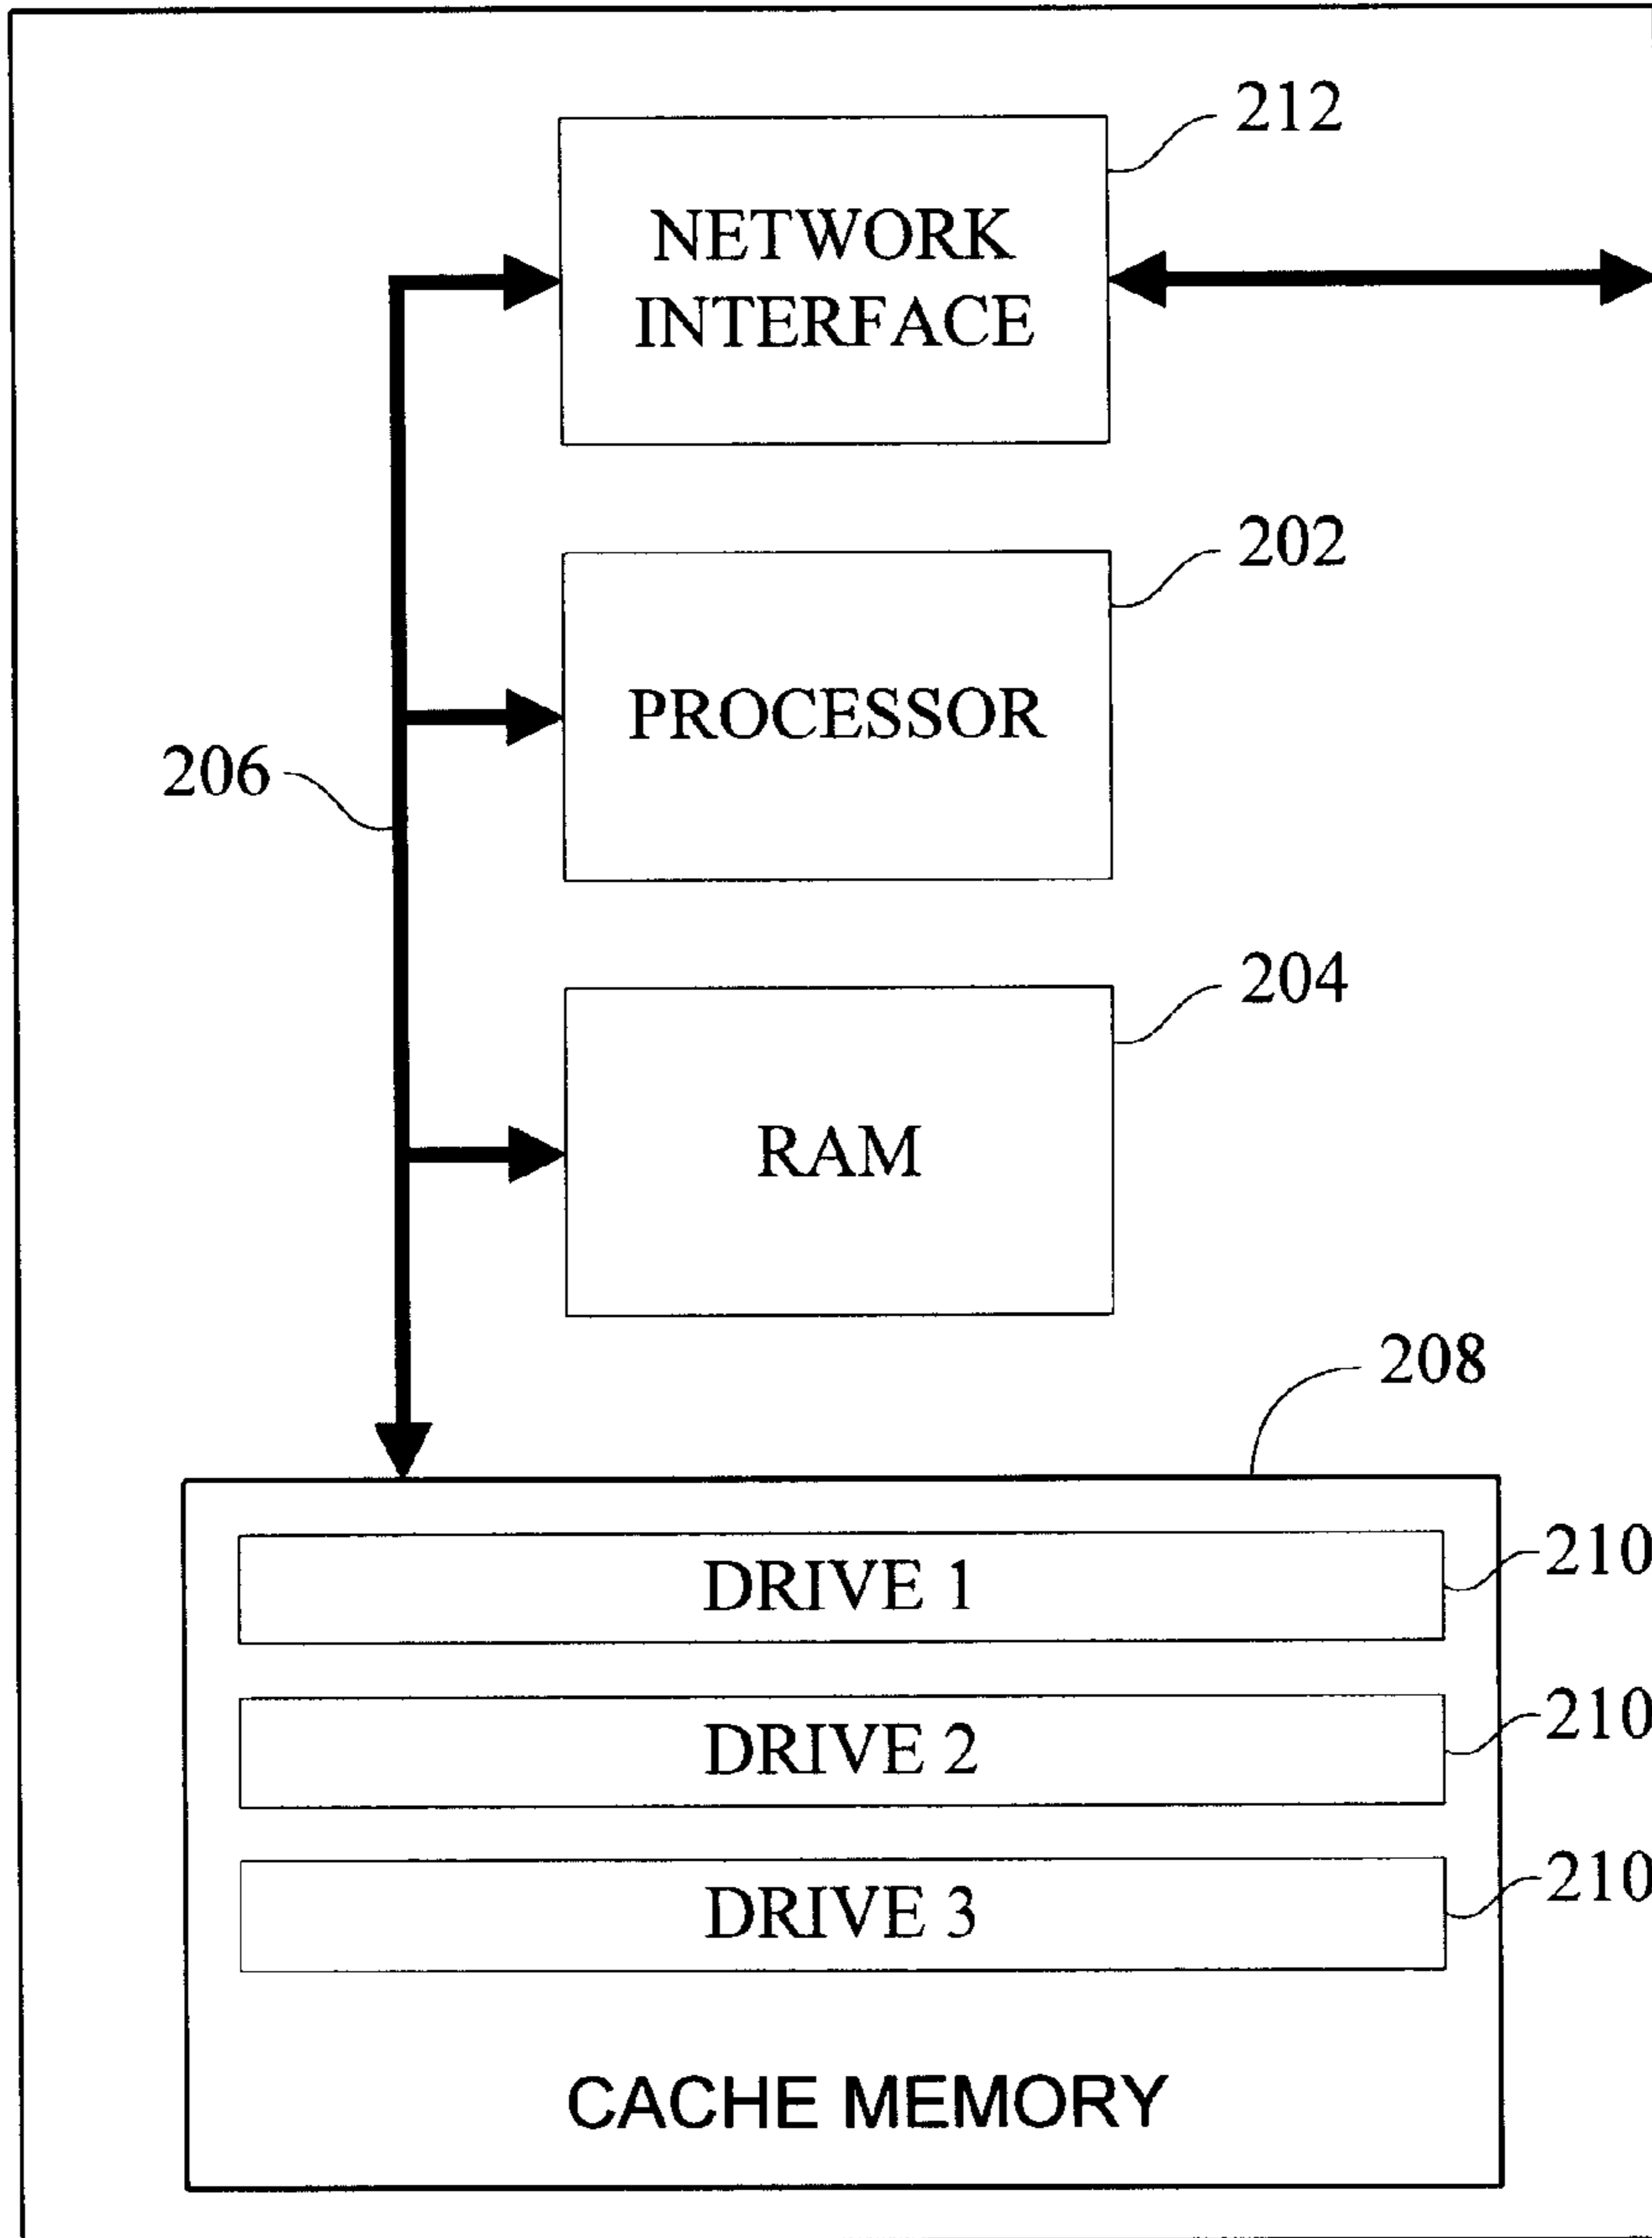 212
NETWORK
INTERFACE
202
PROCESSOR
206
204
RAM
208
DRIVE 1
210
DRIVE 2
210
DRIVE 3
210
CACHE MEMORY